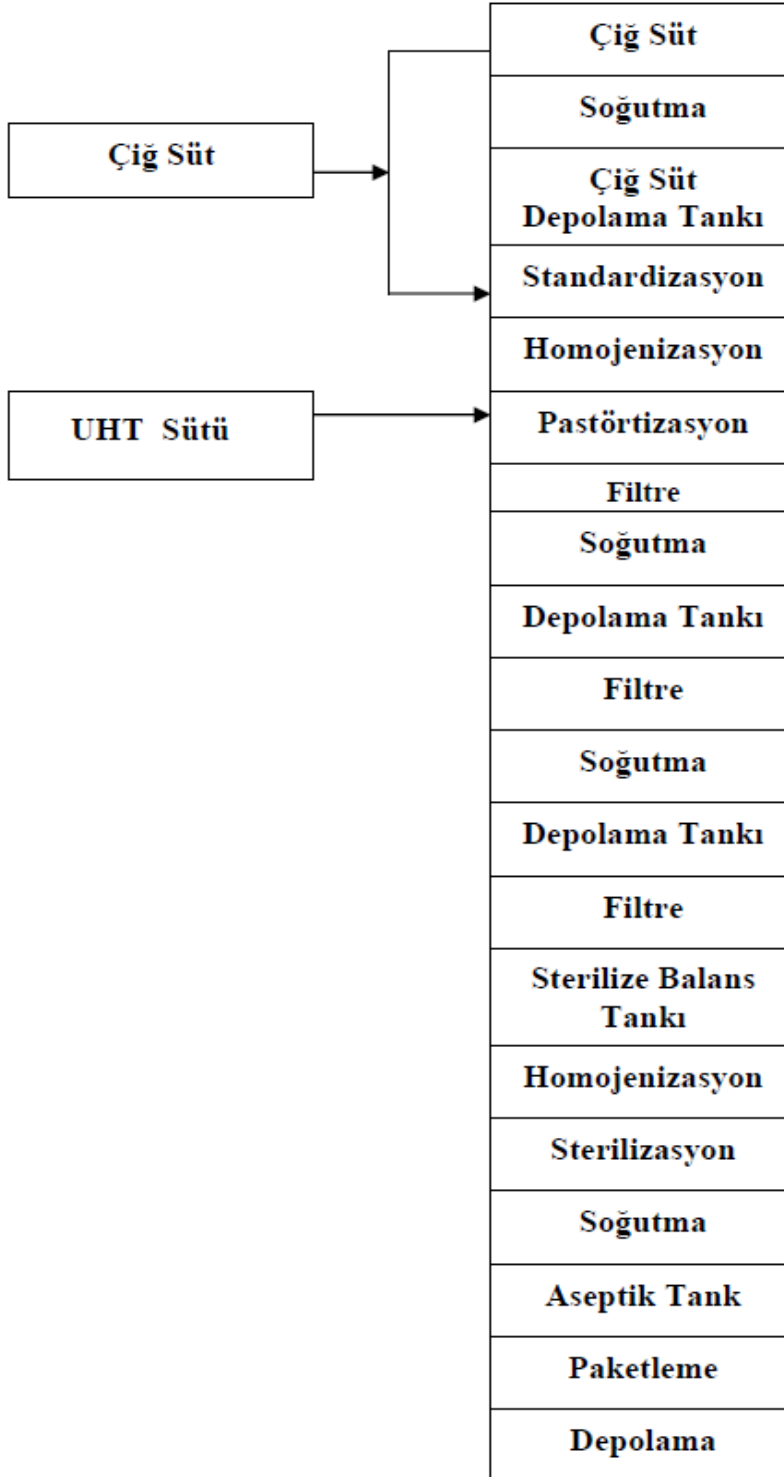 Çiğ Süt
Soğutma
Çiğ Süt
Çiğ Süt
Depolama Tankı
Standardizasyon
Homojenizasyon
UHT Sütü
Pastörtizasyon
Filtre
Soğutma
Depolama Tankı
Filtre
Soğutma
Depolama Tankı
Filtre
Sterilize Balans
Tankı
Homojenizasyon
Sterilizasyon
Soğutma
Aseptik Tank
Paketleme
Depolama